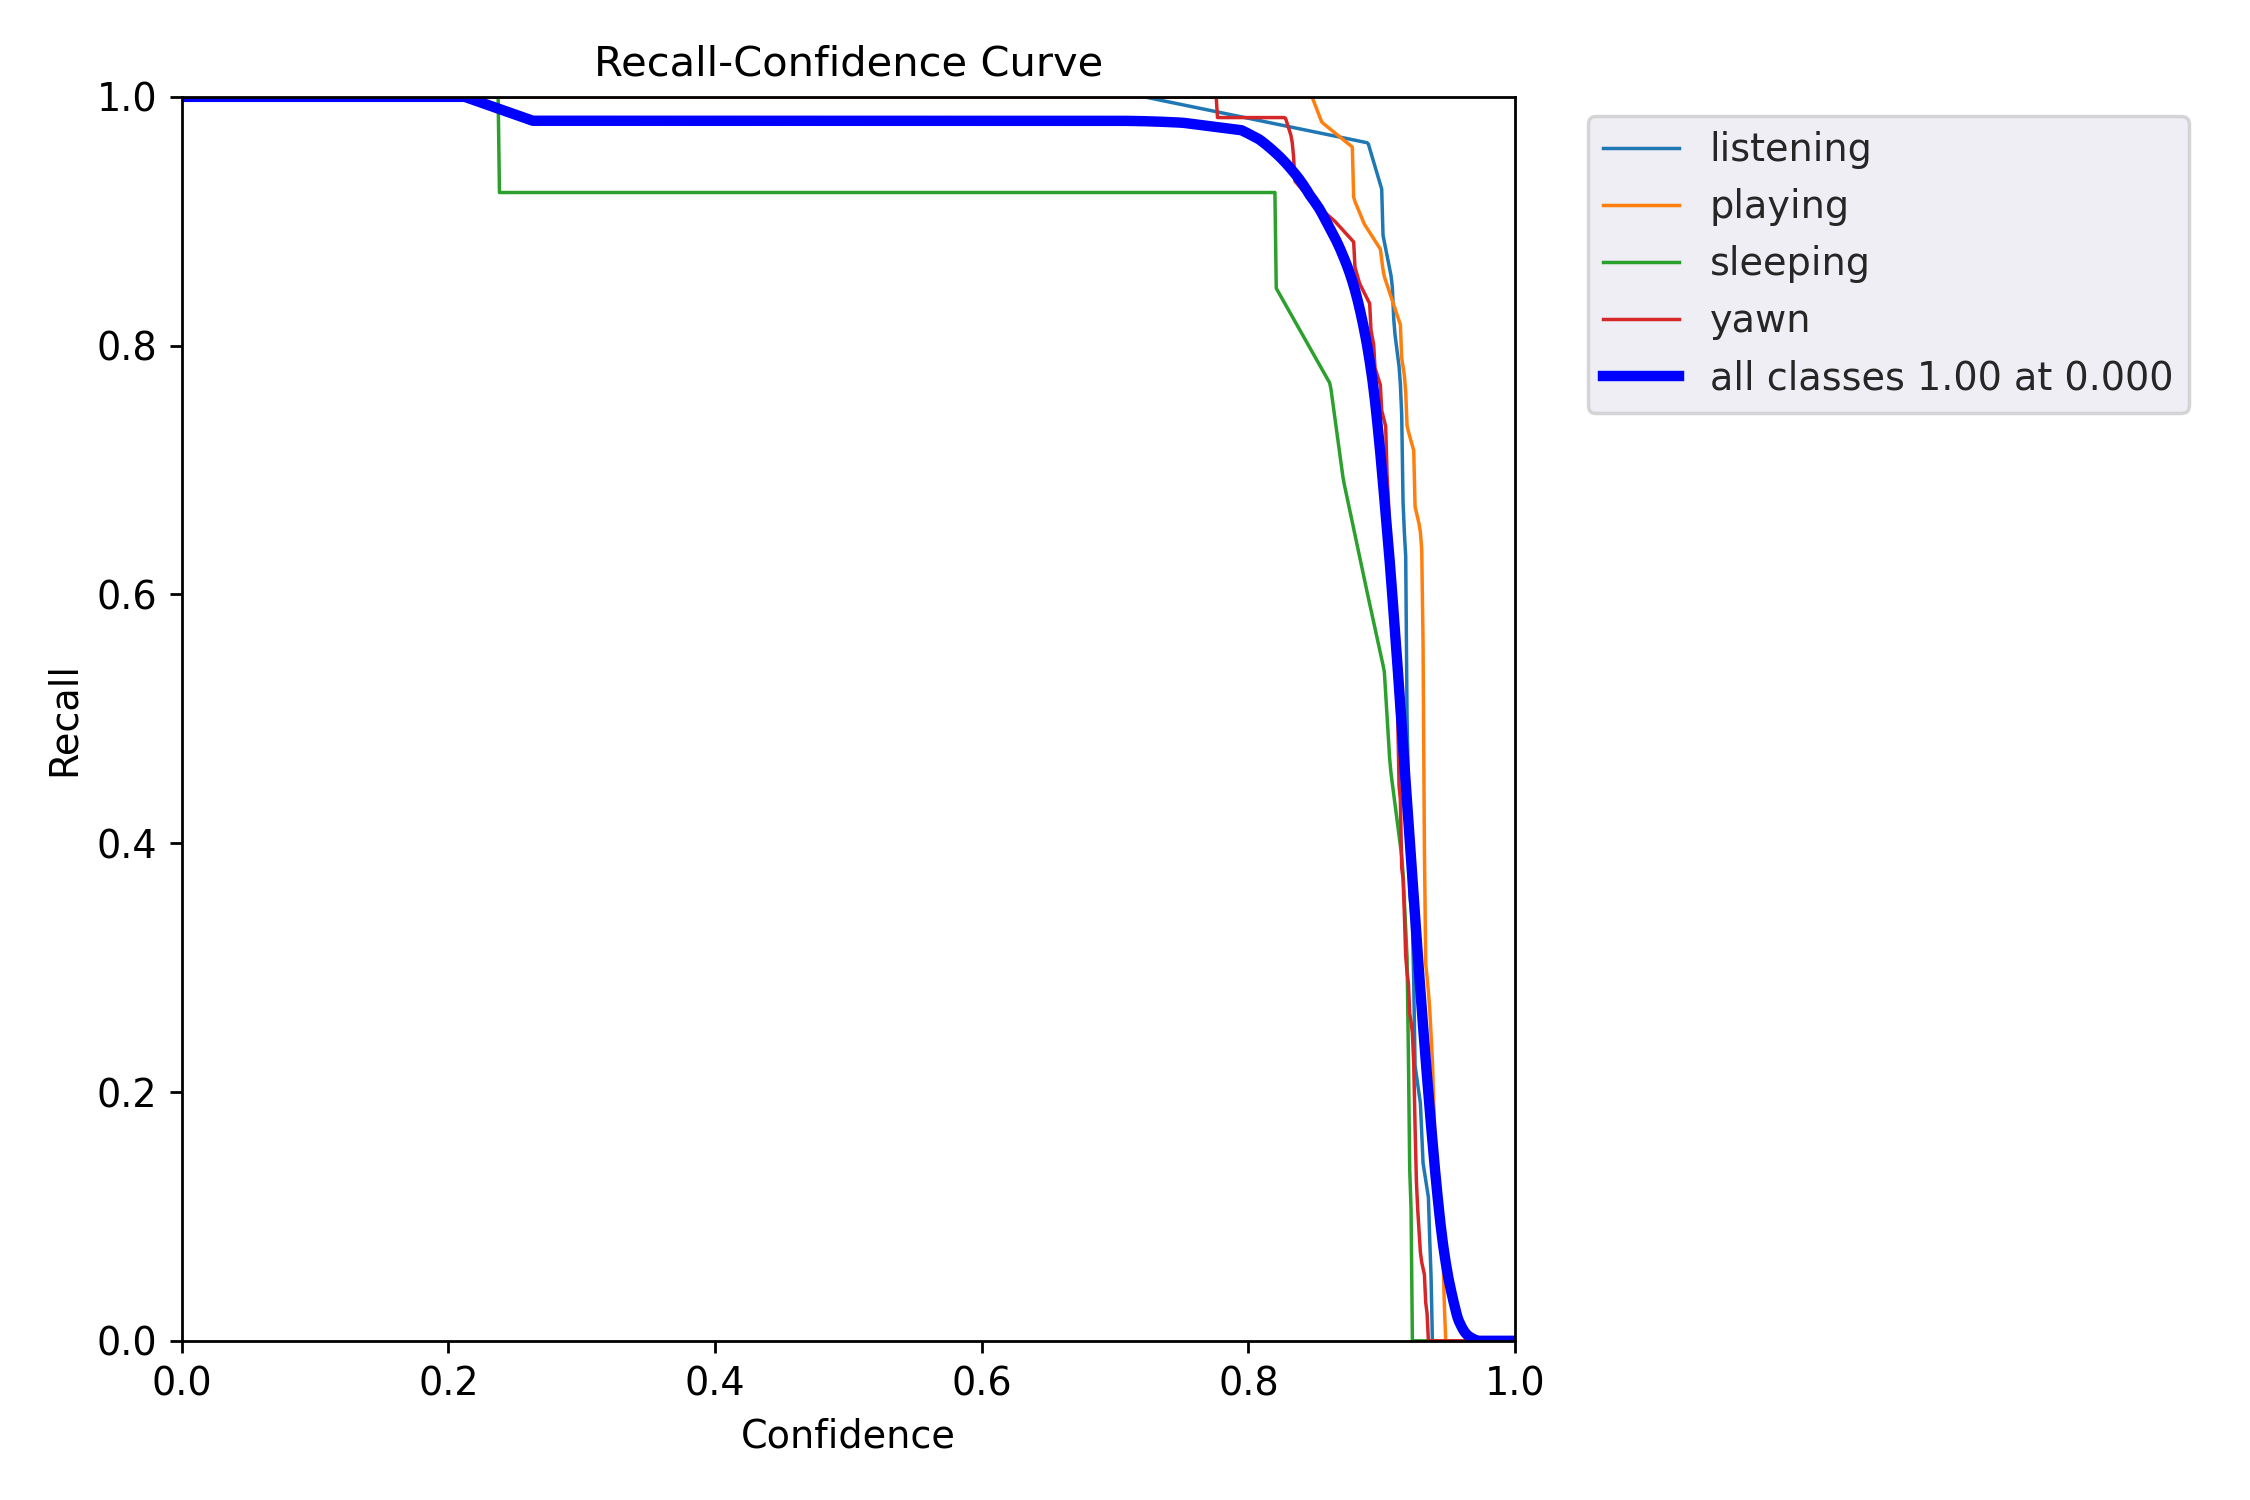 Recall-Confidence Curve
1.0
0.8
0.6
0.4
0.2
0.0
Recall
0.0 0.2 0.4 0.6 0.8 1.0
Confidence
listening
playing
sleeping
yawn
all classes 1.00 at 0.000